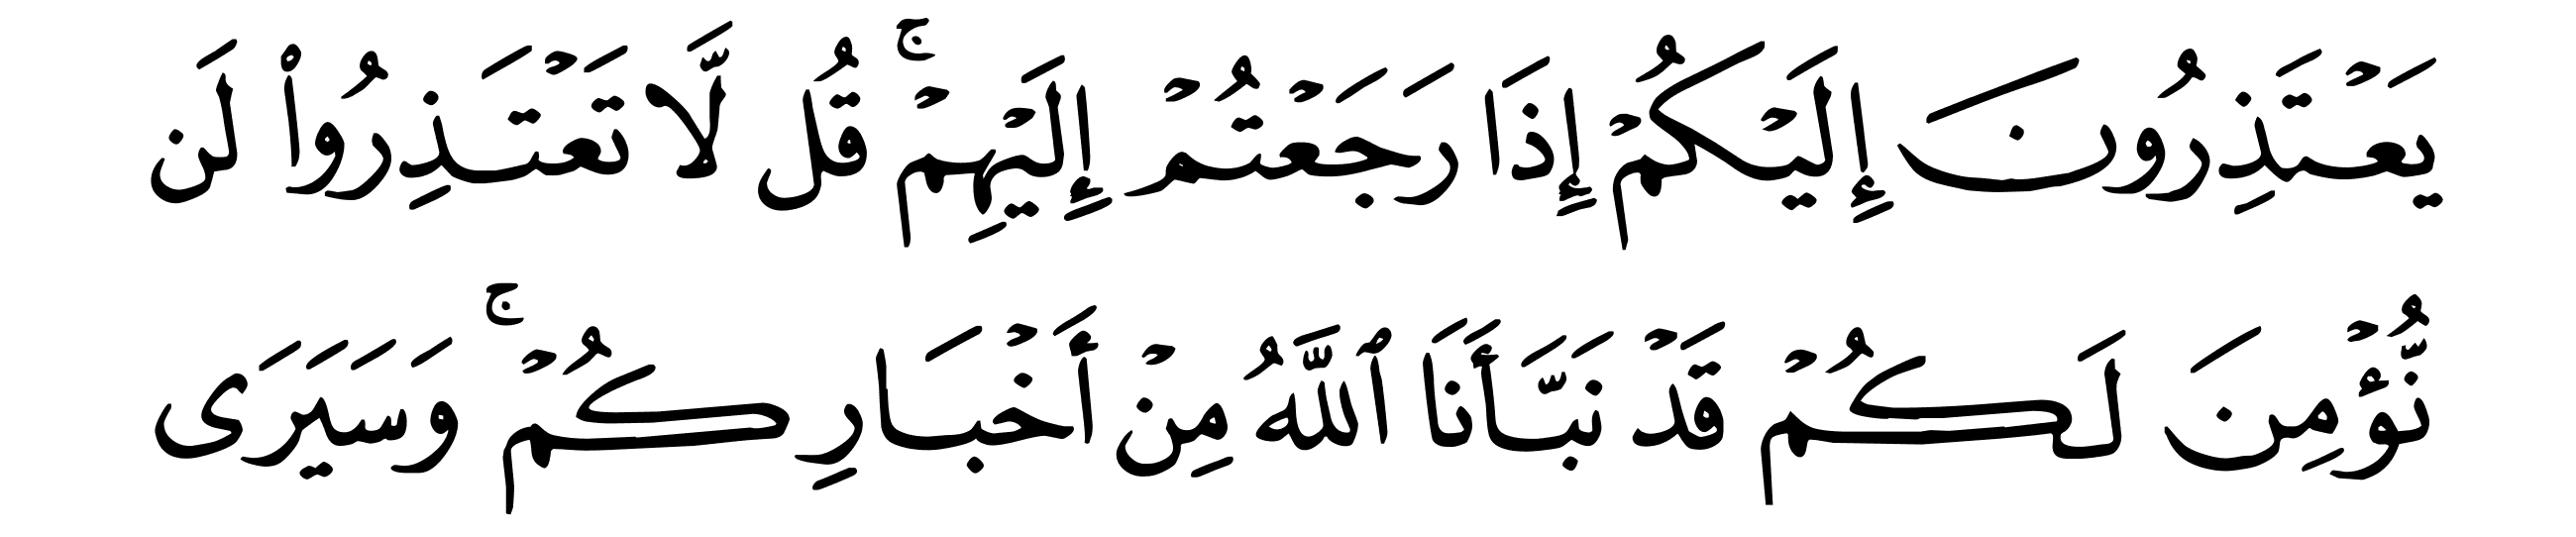 يَعۡتَذِرُونَ إِلَيۡكُمۡ إِذَا رَجَعۡتُمۡ إِلَيۡهِمۡۚ قُل لَّا تَعۡتَذِرُواْ لَن
نُّؤۡمِنَ لَكُمۡ قَدۡ نَبَّأَنَا ٱللَّهُ مِنۡ أَخۡبَارِكُمۡۚ وَسَيَرَى